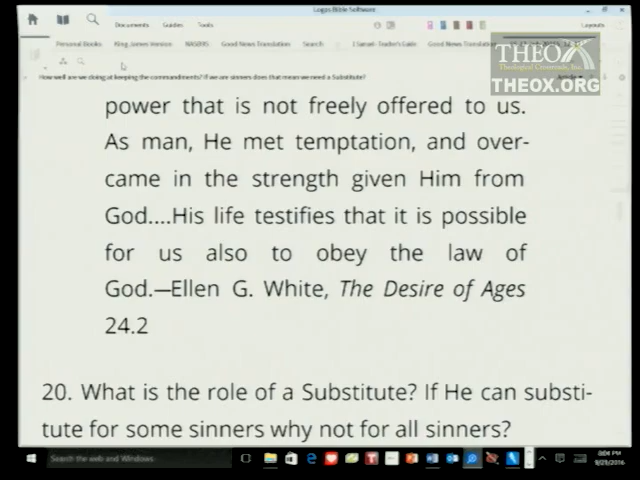 Logos Bible Software
Documents Guides Tools
Layouts
Personal Books King James Version NASB95 Good News Translation Search 1 Samuel - Leader's Guide Good News Translation
THEOX
THEOX.ORG
How well are we doing at keeping the commandments? If we are sinners does that mean we need a Substitute?
power that is not freely offered to us.
As man, He met temptation, and over-
came in the strength given Him from
God....His life testifies that it is possible
for us also to obey the law of
God.—Ellen G. White, The Desire of Ages
24.2
20. What is the role of a Substitute? If He can substi-
tute for some sinners why not for all sinners?
Search the web and Windows